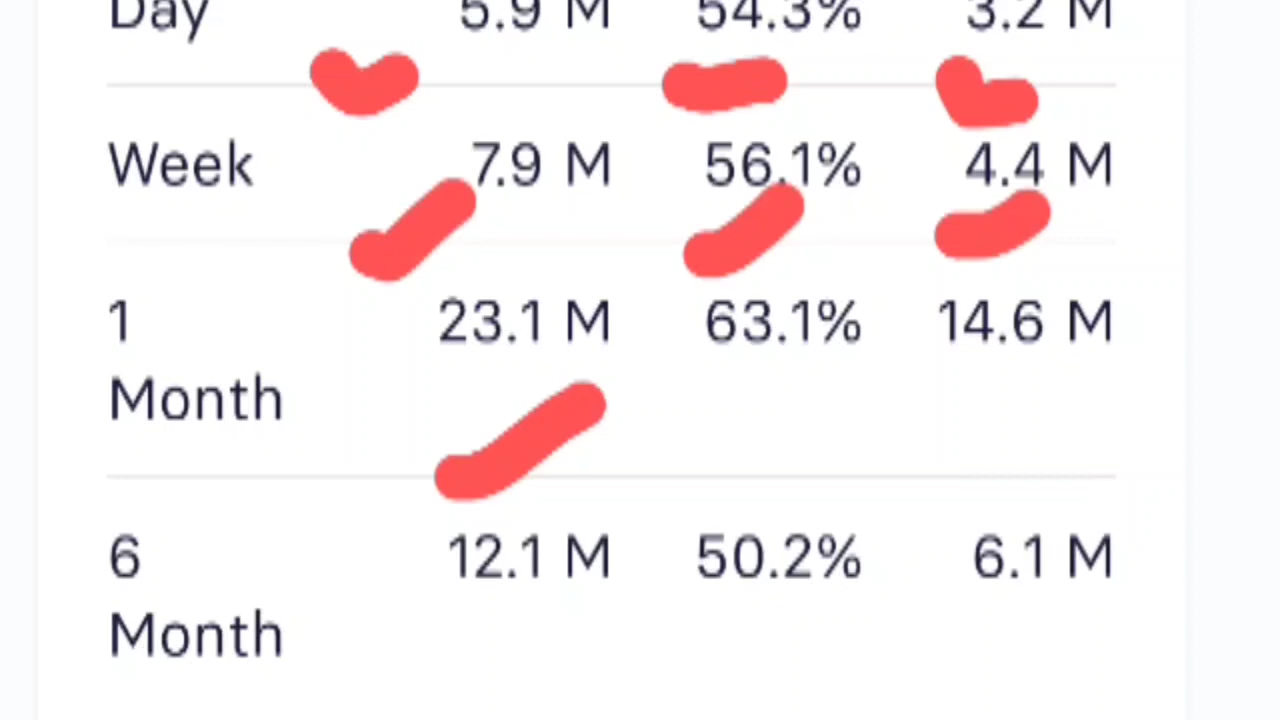 Day 5.9 M 54.3% 3.2 M
Week 7.9 M 56.1% 4.4 M
1 23.1 M 63.1% 14.6 M
Month
6 12.1 M 50.2% 6.1 M
Month